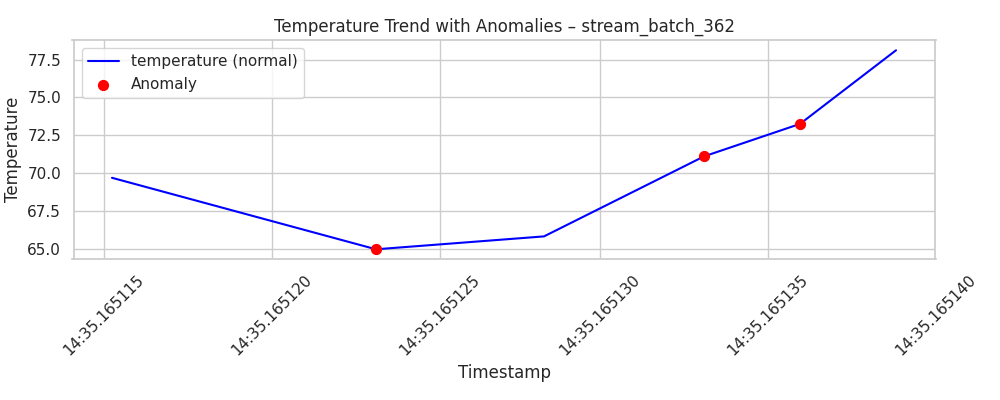 Temperature Trend with Anomalies – stream_batch_362
temperature (normal)
Anomaly
Temperature
77.5
75.0
72.5
70.0
67.5
65.0
14:35.165115
14:35.165120
14:35.165125
14:35.165130
14:35.165135
14:35.165140
Timestamp